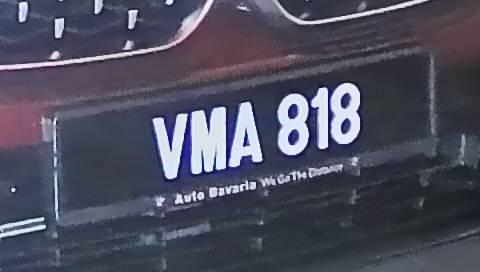 VMA 818
Auto Bavaria We Go The Distance